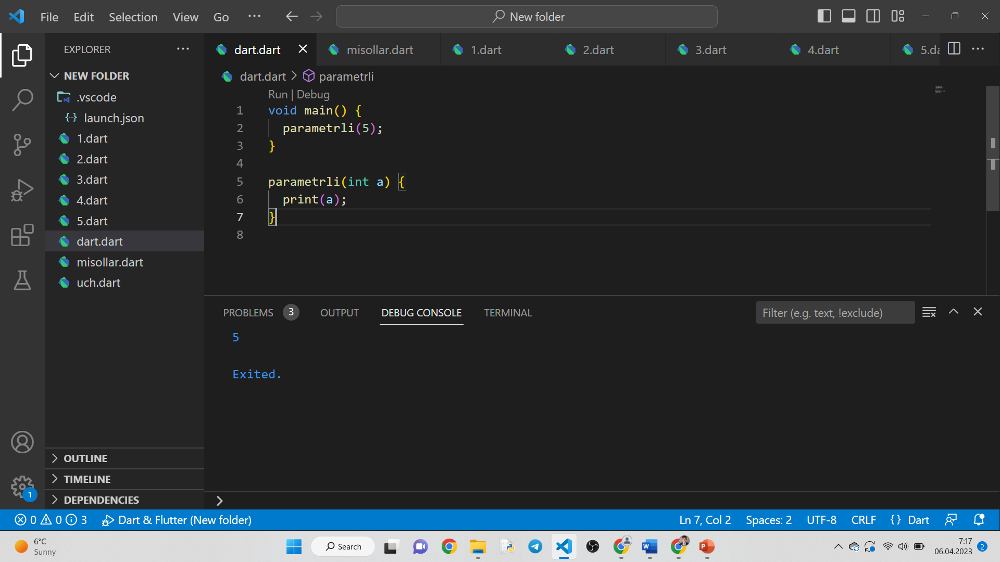 File Edit Selection View Go ··· New folder
EXPLORER ···
NEW FOLDER
.vscode
launch.json
1.dart
2.dart
3.dart
4.dart
5.dart
dart.dart
misollar.dart
uch.dart
OUTLINE
TIMELINE
DEPENDENCIES
dart.dart misollar.dart 1.dart 2.dart 3.dart 4.dart 5.da ···
dart.dart > parametrli
Run | Debug
1 void main() {
2 parametrli(5);
3 }
4
5 parametrli(int a) {
6 print(a);
7 }
8
PROBLEMS 3 OUTPUT DEBUG CONSOLE TERMINAL Filter (e.g. text, !exclude)
5
Exited.
>
1
0 0 3 Dart & Flutter (New folder) Ln 7, Col 2 Spaces: 2 UTF-8 CRLF {} Dart
6°C
Sunny
Search
7:17
06.04.2023
2